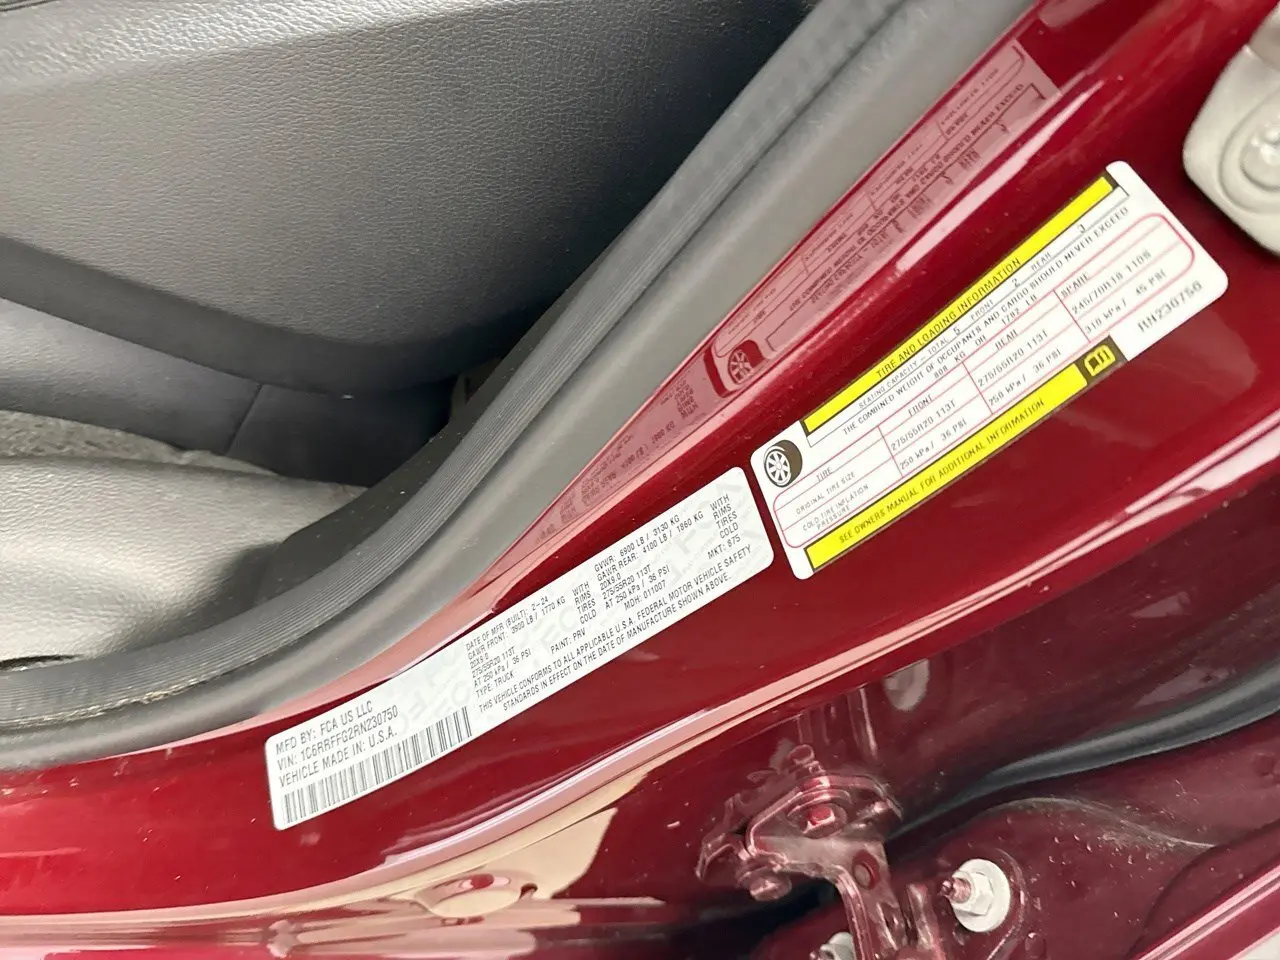 MFD BY: FCA US LLC
VIN: 1C6RRFFG2RN230750
VEHICLE MADE IN: U.S.A.
DATE OF MFR (BUILT): 2-24
GAWR FRONT: 3900 LB / 1770 KG WITH
20X9.0 RIMS
275/55R20 113T TIRES
AT 250 kPa / 36 PSI COLD
TYPE: TRUCK
PAINT: PRV
GVWR: 6900 LB / 3130 KG
GAWR REAR: 4100 LB / 1860 KG WITH
20X9.0 RIMS
275/55R20 113T TIRES
AT 250 kPa / 36 PSI COLD
MDH: 011007
MKT: 875
THIS VEHICLE CONFORMS TO ALL APPLICABLE U.S.A. FEDERAL MOTOR VEHICLE SAFETY
STANDARDS IN EFFECT ON THE DATE OF MANUFACTURE SHOWN ABOVE.
TIRE AND LOADING INFORMATION
SEATING CAPACITY - TOTAL 5 FRONT 2 REAR 3
THE COMBINED WEIGHT OF OCCUPANTS AND CARGO SHOULD NEVER EXCEED
808 KG OR 1782 LB
TIRE FRONT REAR SPARE
ORIGINAL TIRE SIZE 275/55R20 113T 275/55R20 113T 245/70R18 110S
COLD TIRE INFLATION PRESSURE 250 kPa / 36 PSI 250 kPa / 36 PSI 310 kPa / 45 PSI
SEE OWNERS MANUAL FOR ADDITIONAL INFORMATION
RN230750